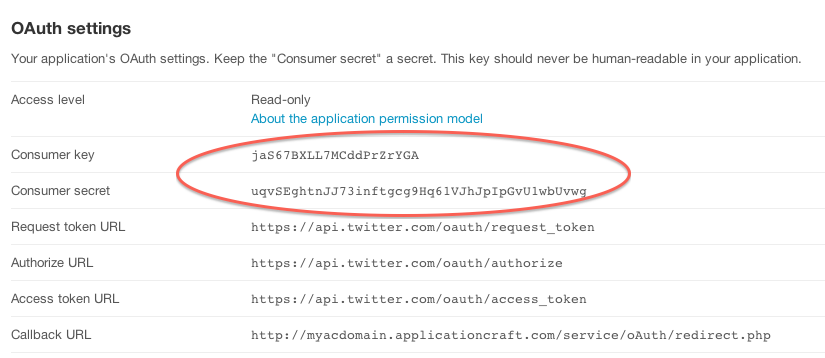 OAuth settings
Your application's OAuth settings. Keep the "Consumer secret" a secret. This key should never be human-readable in your application.
Access level Read-only
About the application permission model
Consumer key jaS67BXLL7MCddPrZrYGA
Consumer secret uqvSEghtnJJ73inftgcg9Hq61VJhJpIpGvU1wbUvwg
Request token URL https://api.twitter.com/oauth/request_token
Authorize URL https://api.twitter.com/oauth/authorize
Access token URL https://api.twitter.com/oauth/access_token
Callback URL http://myacdomain.applicationcraft.com/service/oAuth/redirect.php